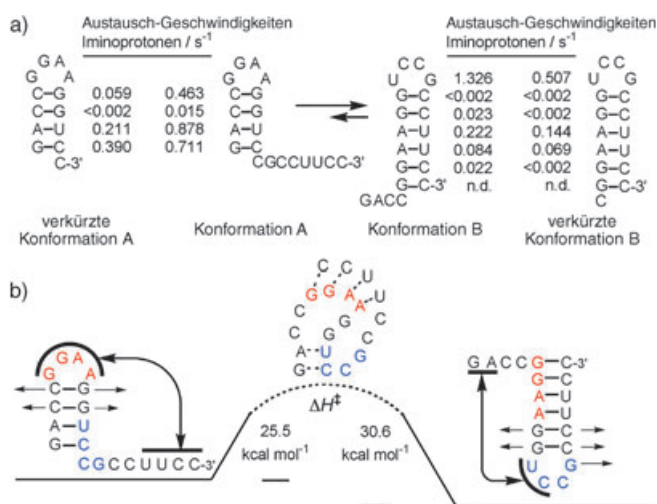 a)
Austausch-Geschwindigkeiten
Iminoprotonen / s⁻¹
Austausch-Geschwindigkeiten
Iminoprotonen / s⁻¹
G A
G A
C–G 0.059 0.463
C–G <0.002 0.015
A–U 0.211 0.878
G–C 0.390 0.711
C-3'
G A
G A
C–G
C–G
A–U
G–C
CGCCUUCC-3'
C C
U G
G–C 1.326 0.507
G–C <0.002 <0.002
A–U 0.023 <0.002
A–U 0.222 0.144
G–C 0.084 0.069
G–C-3' 0.022 <0.002
GACC n.d. n.d.
C C
U G
G–C
G–C
A–U
A–U
G–C
G–C-3'
C
verkürzte
Konformation A
Konformation A
Konformation B
verkürzte
Konformation B
b)
C C U
C G G A A U
C G C
A G G
G U C C
ΔH‡
25.5
kcal mol⁻¹
30.6
kcal mol⁻¹
G A
G A
C G
C G
A U
G C
CGCCUUCC-3'
GACCG–C-3'
G–C
A–U
A–U
G–C
G–C
U G
C C